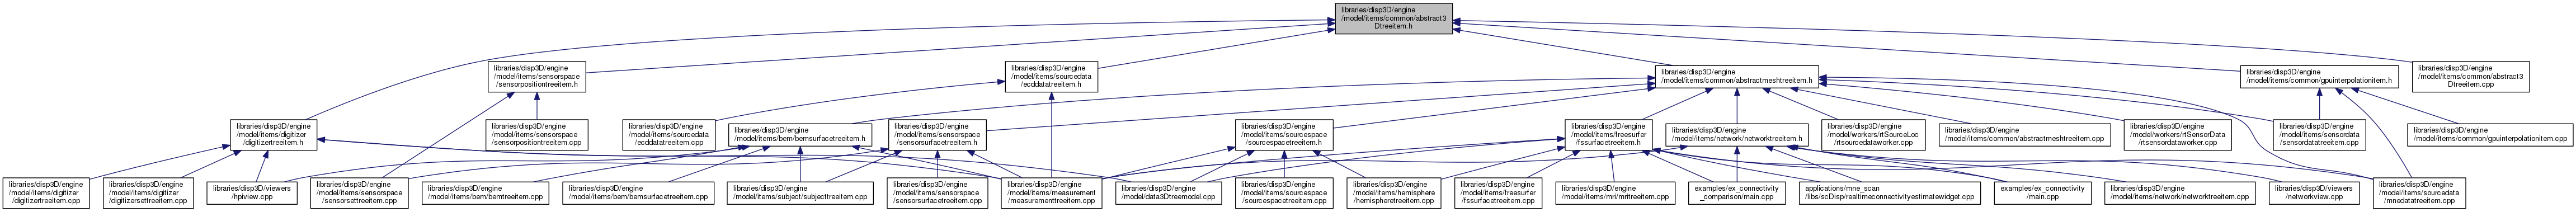 libraries/disp3D/engine
/model/items/common/abstract3
Dtreeitem.h
libraries/disp3D/engine
/model/items/sensorspace
/sensorpositiontreeitem.h
libraries/disp3D/engine
/model/items/sourcedata
/ecddatatreeitem.h
libraries/disp3D/engine
/model/items/common/abstractmeshtreeitem.h
libraries/disp3D/engine
/model/items/common/gpuinterpolationitem.h
libraries/disp3D/engine
/model/items/common/abstract3
Dtreeitem.cpp
libraries/disp3D/engine
/model/items/digitizer
/digitizertreeitem.h
libraries/disp3D/engine
/model/items/sensorspace
/sensorpositiontreeitem.cpp
libraries/disp3D/engine
/model/items/sourcedata
/ecddatatreeitem.cpp
libraries/disp3D/engine
/model/items/bem/bemsurfacetreeitem.h
libraries/disp3D/engine
/model/items/sensorspace
/sensorsurfacetreeitem.h
libraries/disp3D/engine
/model/items/sourcespace
/sourcespacetreeitem.h
libraries/disp3D/engine
/model/items/freesurfer
/fssurfacetreeitem.h
libraries/disp3D/engine
/model/items/network/networktreeitem.h
libraries/disp3D/engine
/model/workers/rtSourceLoc
/rtsourcedataworker.cpp
libraries/disp3D/engine
/model/items/common/abstractmeshtreeitem.cpp
libraries/disp3D/engine
/model/workers/rtSensorData
/rtsensordataworker.cpp
libraries/disp3D/engine
/model/items/sensordata
/sensordatatreeitem.cpp
libraries/disp3D/engine
/model/items/common/gpuinterpolationitem.cpp
libraries/disp3D/engine
/model/items/digitizer
/digitizertreeitem.cpp
libraries/disp3D/engine
/model/items/digitizer
/digitizersettreeitem.cpp
libraries/disp3D/viewers
/hpiview.cpp
libraries/disp3D/engine
/model/items/sensorspace
/sensorsettreeitem.cpp
libraries/disp3D/engine
/model/items/bem/bemtreeitem.cpp
libraries/disp3D/engine
/model/items/bem/bemsurfacetreeitem.cpp
libraries/disp3D/engine
/model/items/subject/subjecttreeitem.cpp
libraries/disp3D/engine
/model/items/sensorspace
/sensorsurfacetreeitem.cpp
libraries/disp3D/engine
/model/items/measurement
/measurementtreeitem.cpp
libraries/disp3D/engine
/model/data3Dtreemodel.cpp
libraries/disp3D/engine
/model/items/sourcespace
/sourcespacetreeitem.cpp
libraries/disp3D/engine
/model/items/hemisphere
/hemispheretreeitem.cpp
libraries/disp3D/engine
/model/items/freesurfer
/fssurfacetreeitem.cpp
libraries/disp3D/engine
/model/items/mri/mritreeitem.cpp
examples/ex_connectivity
_comparison/main.cpp
applications/mne_scan
/libs/scDisp/realtimeconnectivityestimatewidget.cpp
examples/ex_connectivity
/main.cpp
libraries/disp3D/engine
/model/items/network/networktreeitem.cpp
libraries/disp3D/viewers
/networkview.cpp
libraries/disp3D/engine
/model/items/sourcedata
/mnedatatreeitem.cpp